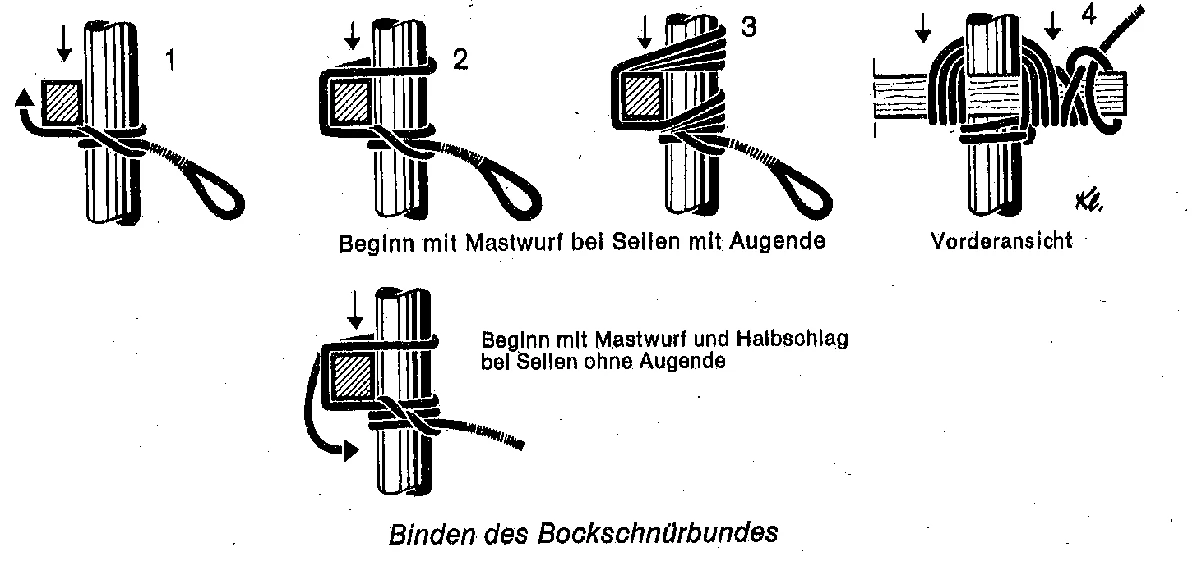 1
2
3
4
Beginn mit Mastwurf bei Seilen mit Augende
Vorderansicht
Beginn mit Mastwurf und Halbschlag
bei Seilen ohne Augende
Binden des Bockschnürbundes